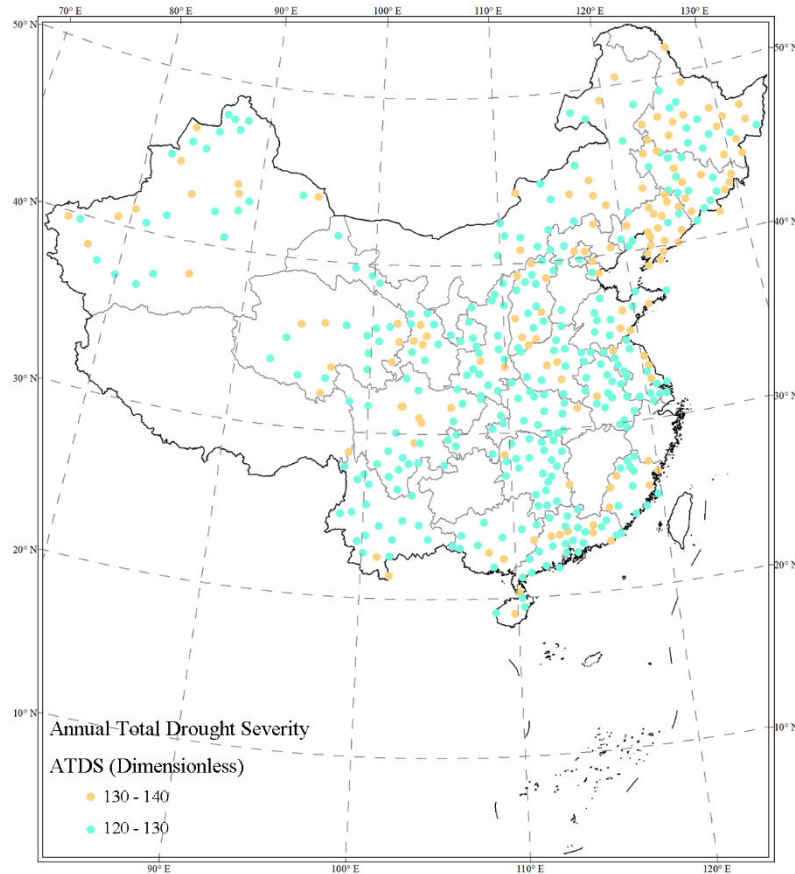 70° E 80° E 90° E 100° E 110° E 120° E 130° E
50° N 50° N
40° N 40° N
30° N 30° N
20° N 20° N
10° N 10° N
Annual Total Drought Severity
ATDS (Dimensionless)
130 - 140
120 - 130
90° E 100° E 110° E 120° E